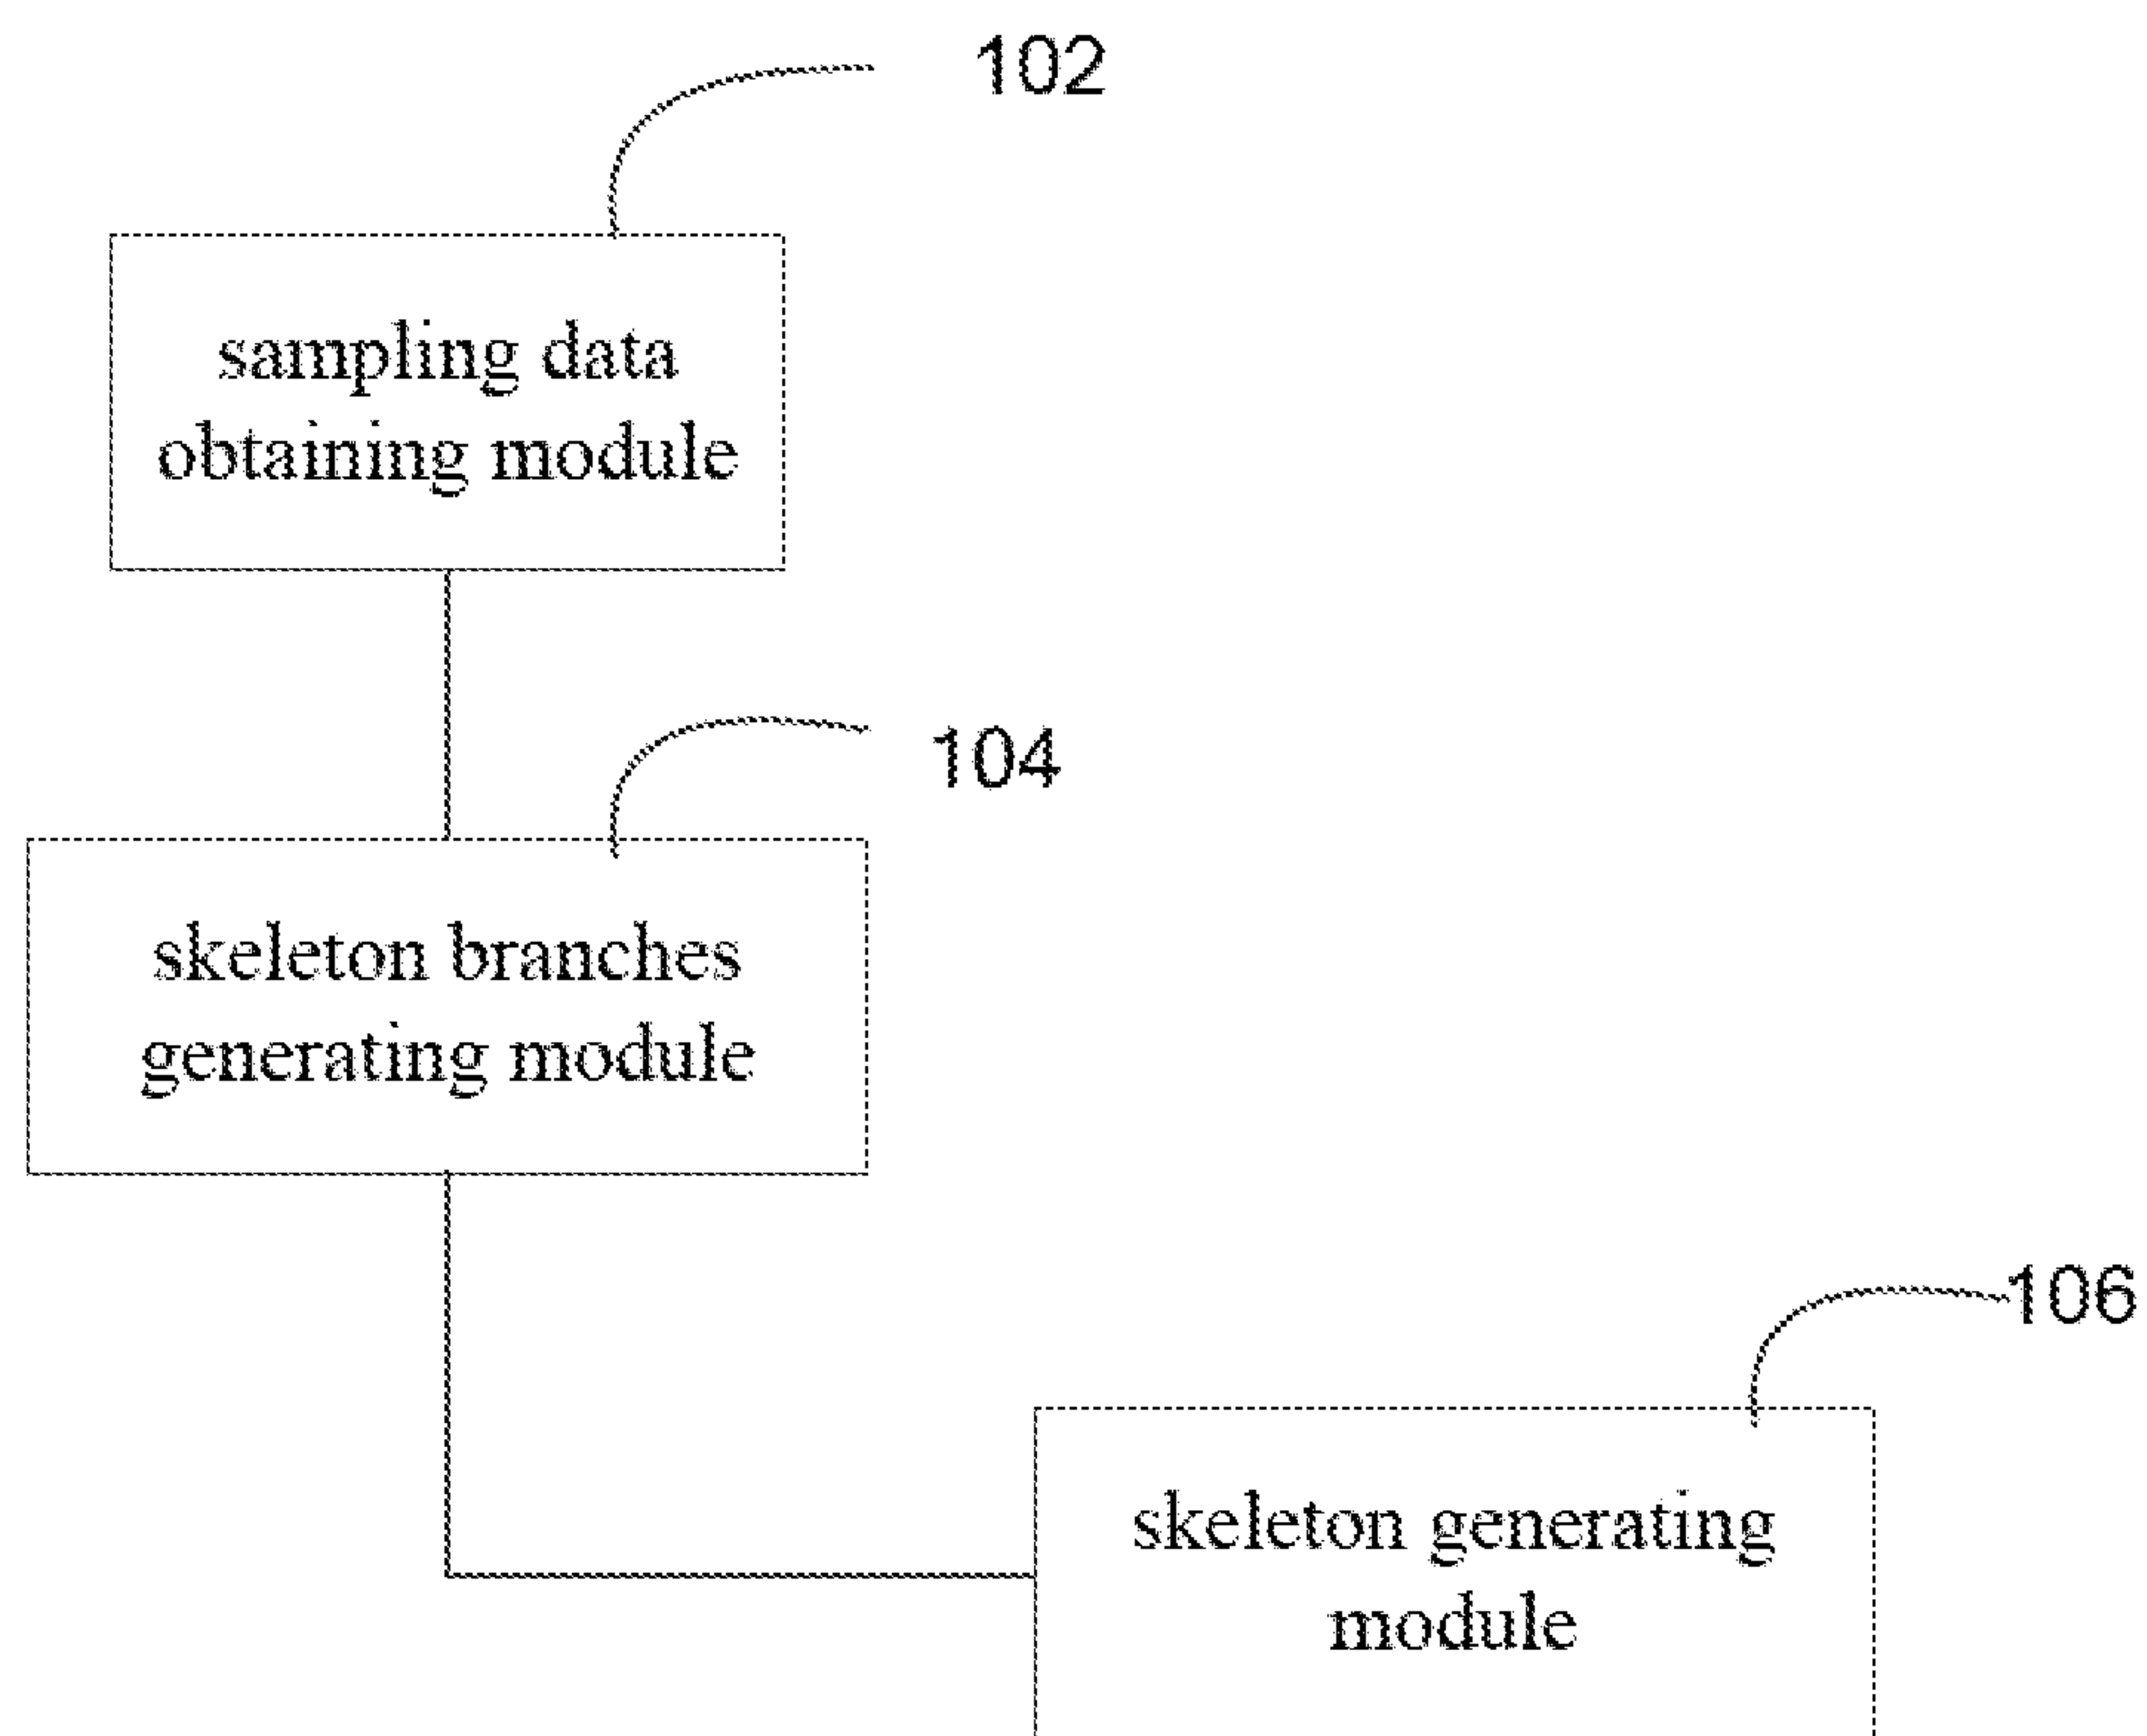 102
sampling data
obtaining module
104
skeleton branches
generating module
106
skeleton generating
module